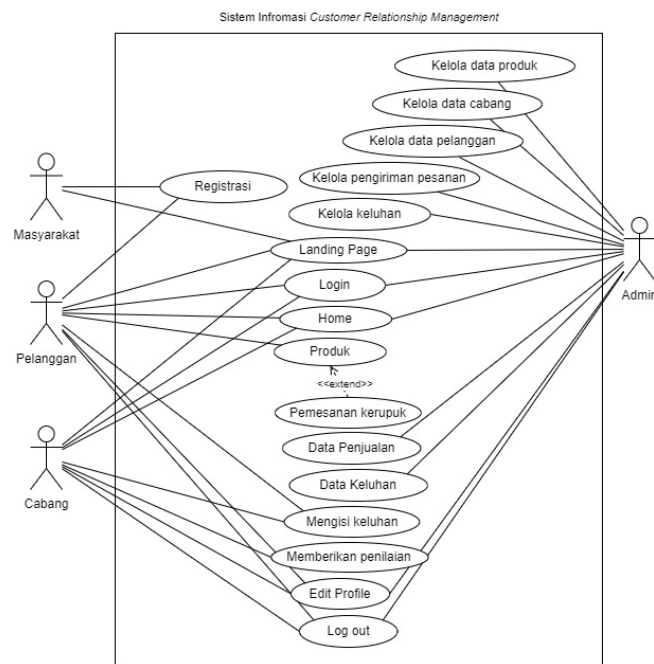 Sistem Infromasi Customer Relationship Management
Kelola data produk
Kelola data cabang
Kelola data pelanggan
Kelola pengiriman pesanan
Registrasi
Kelola keluhan
Masyarakat
Landing Page
Login
Admin
Home
Produk
Pelanggan
<<extend>>
Pemesanan kerupuk
Data Penjualan
Data Keluhan
Cabang
Mengisi keluhan
Memberikan penilaian
Edit Profile
Log out